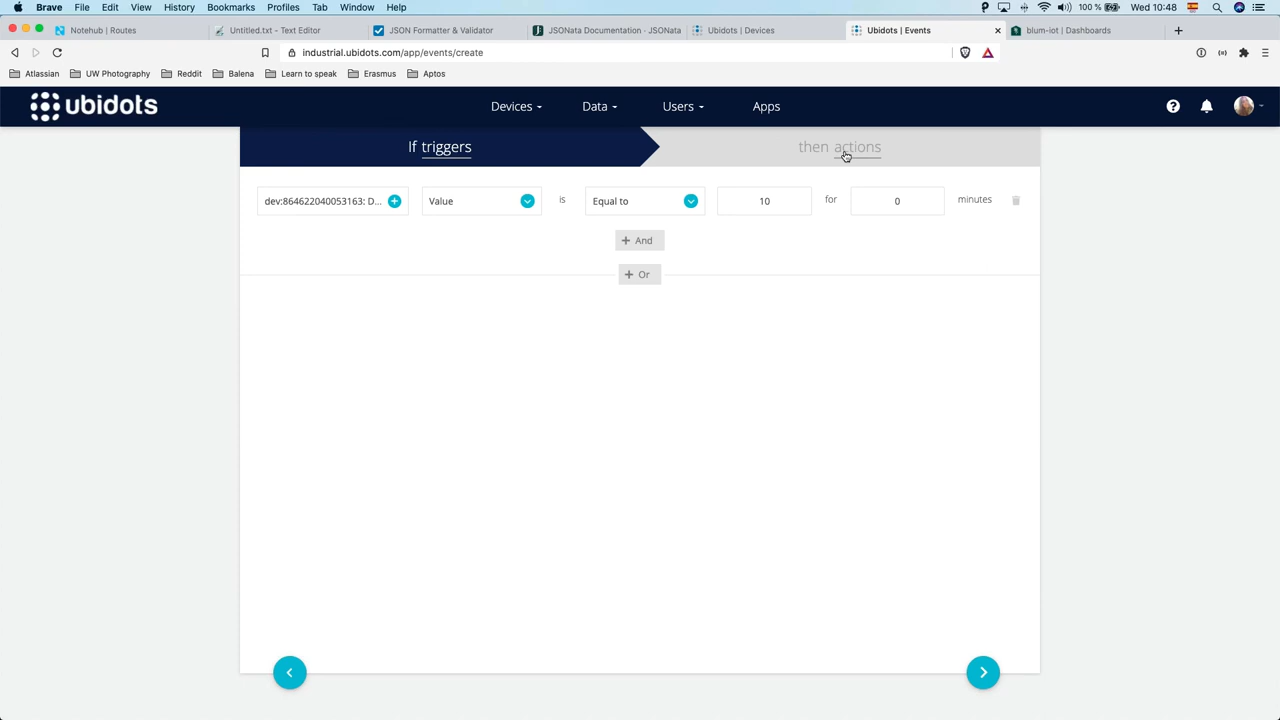 Brave File Edit View History Bookmarks Profiles Tab Window Help 100 % Wed 10:48
Notehub | Routes Untitled.txt - Text Editor JSON Formatter & Validator JSONata Documentation · JSONata Ubidots | Devices Ubidots | Events blum-iot | Dashboards
industrial.ubidots.com/app/events/create
Atlassian UW Photography Reddit Balena Learn to speak Erasmus Aptos
ubidots Devices Data Users Apps
If triggers then actions
dev:864622040053163: D... Value is Equal to 10 for 0 minutes
+ And
+ Or